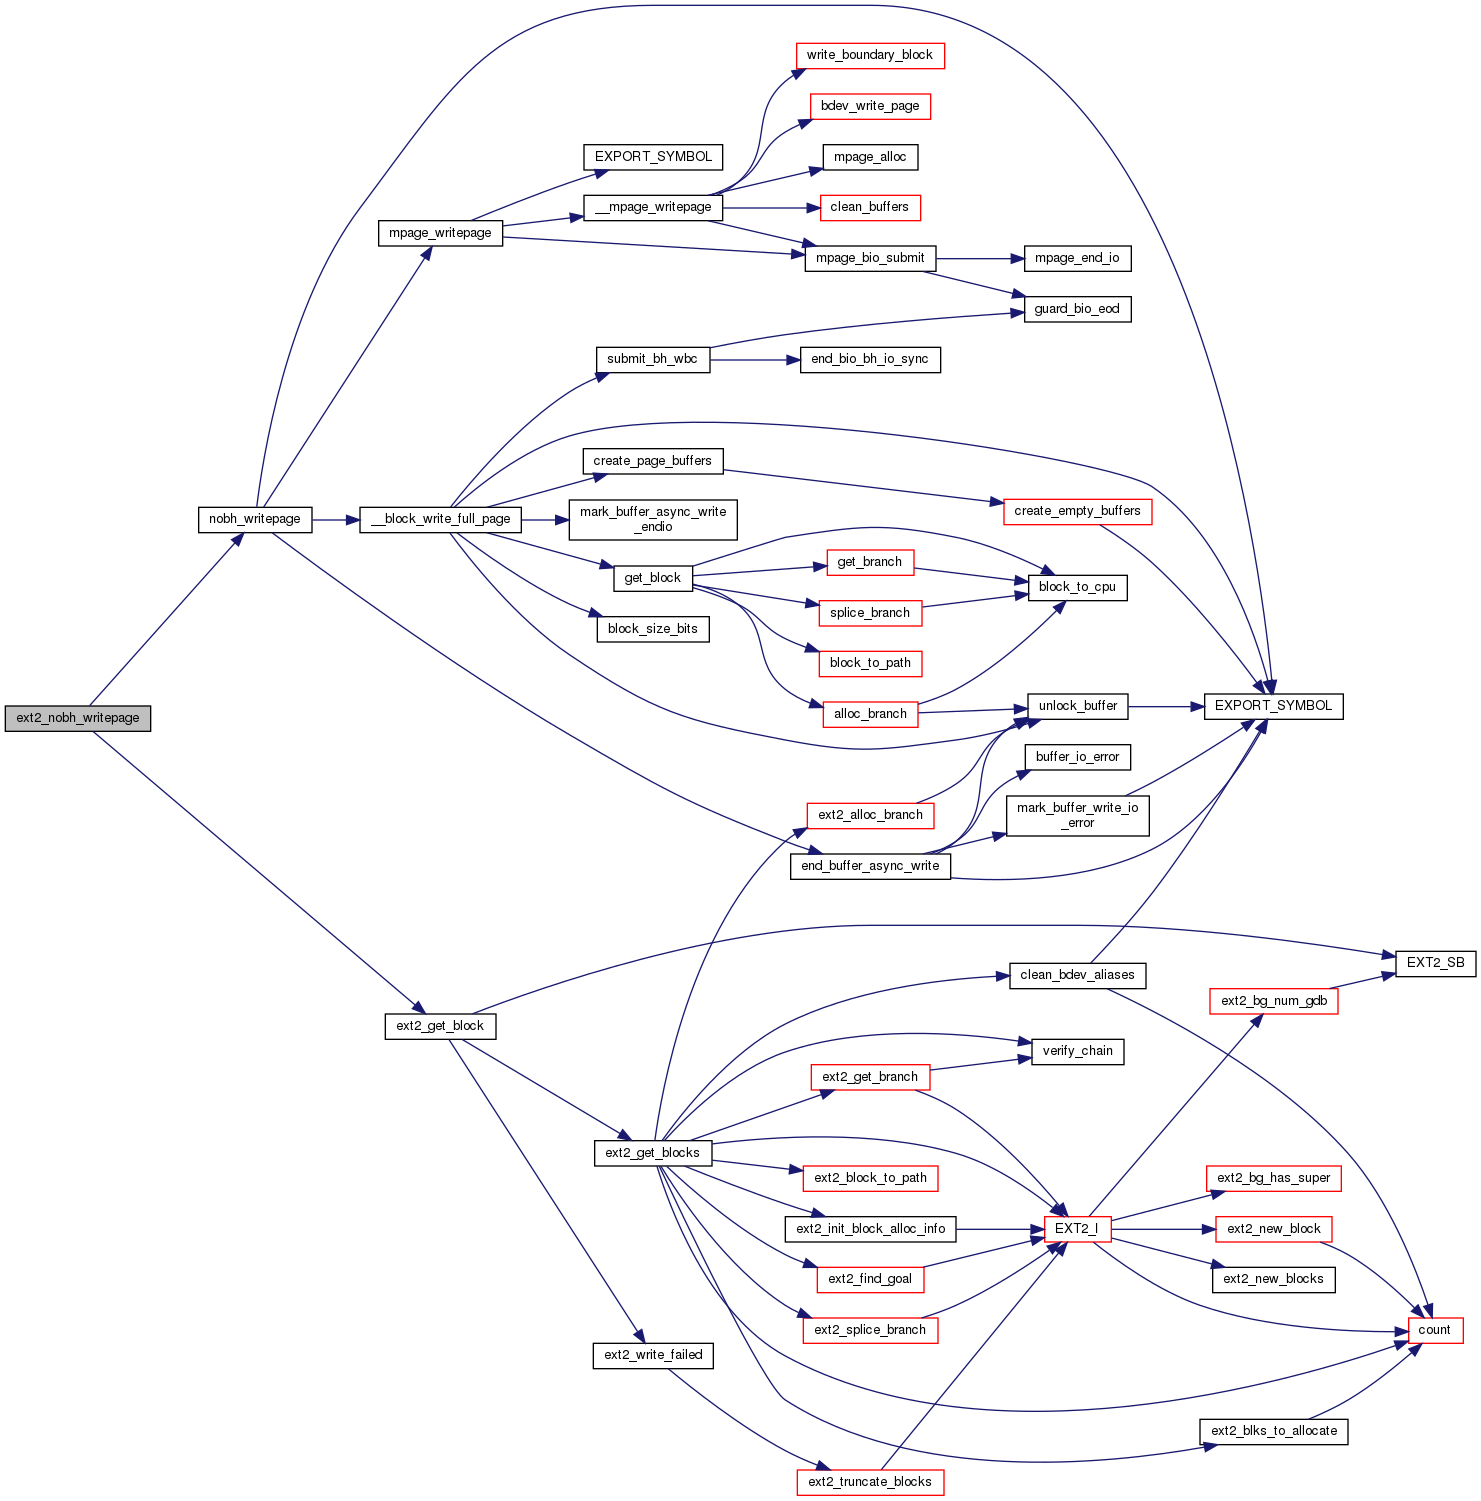 write_boundary_block
bdev_write_page
EXPORT_SYMBOL
mpage_alloc
__mpage_writepage
clean_buffers
mpage_writepage
mpage_bio_submit
mpage_end_io
guard_bio_eod
submit_bh_wbc
end_bio_bh_io_sync
create_page_buffers
nobh_writepage
__block_write_full_page
mark_buffer_async_write
_endio
create_empty_buffers
get_block
get_branch
block_to_cpu
splice_branch
block_size_bits
block_to_path
ext2_nobh_writepage
alloc_branch
unlock_buffer
EXPORT_SYMBOL
buffer_io_error
ext2_alloc_branch
mark_buffer_write_io
_error
end_buffer_async_write
EXT2_SB
clean_bdev_aliases
ext2_bg_num_gdb
ext2_get_block
verify_chain
ext2_get_branch
ext2_get_blocks
ext2_block_to_path
ext2_bg_has_super
ext2_init_block_alloc_info
EXT2_I
ext2_new_block
ext2_find_goal
ext2_new_blocks
ext2_splice_branch
count
ext2_write_failed
ext2_blks_to_allocate
ext2_truncate_blocks